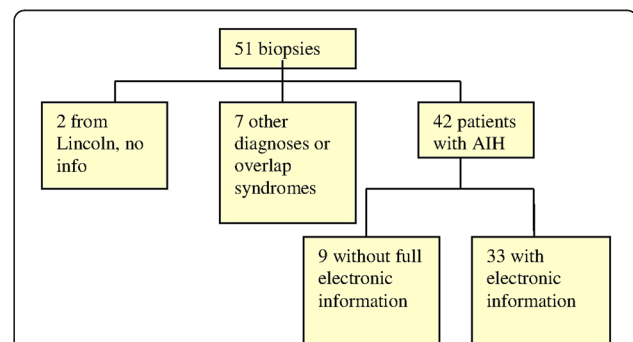 51 biopsies
2 from
Lincoln, no
info
7 other
diagnoses or
overlap
syndromes
42 patients
with AIH
9 without full
electronic
information
33 with
electronic
information